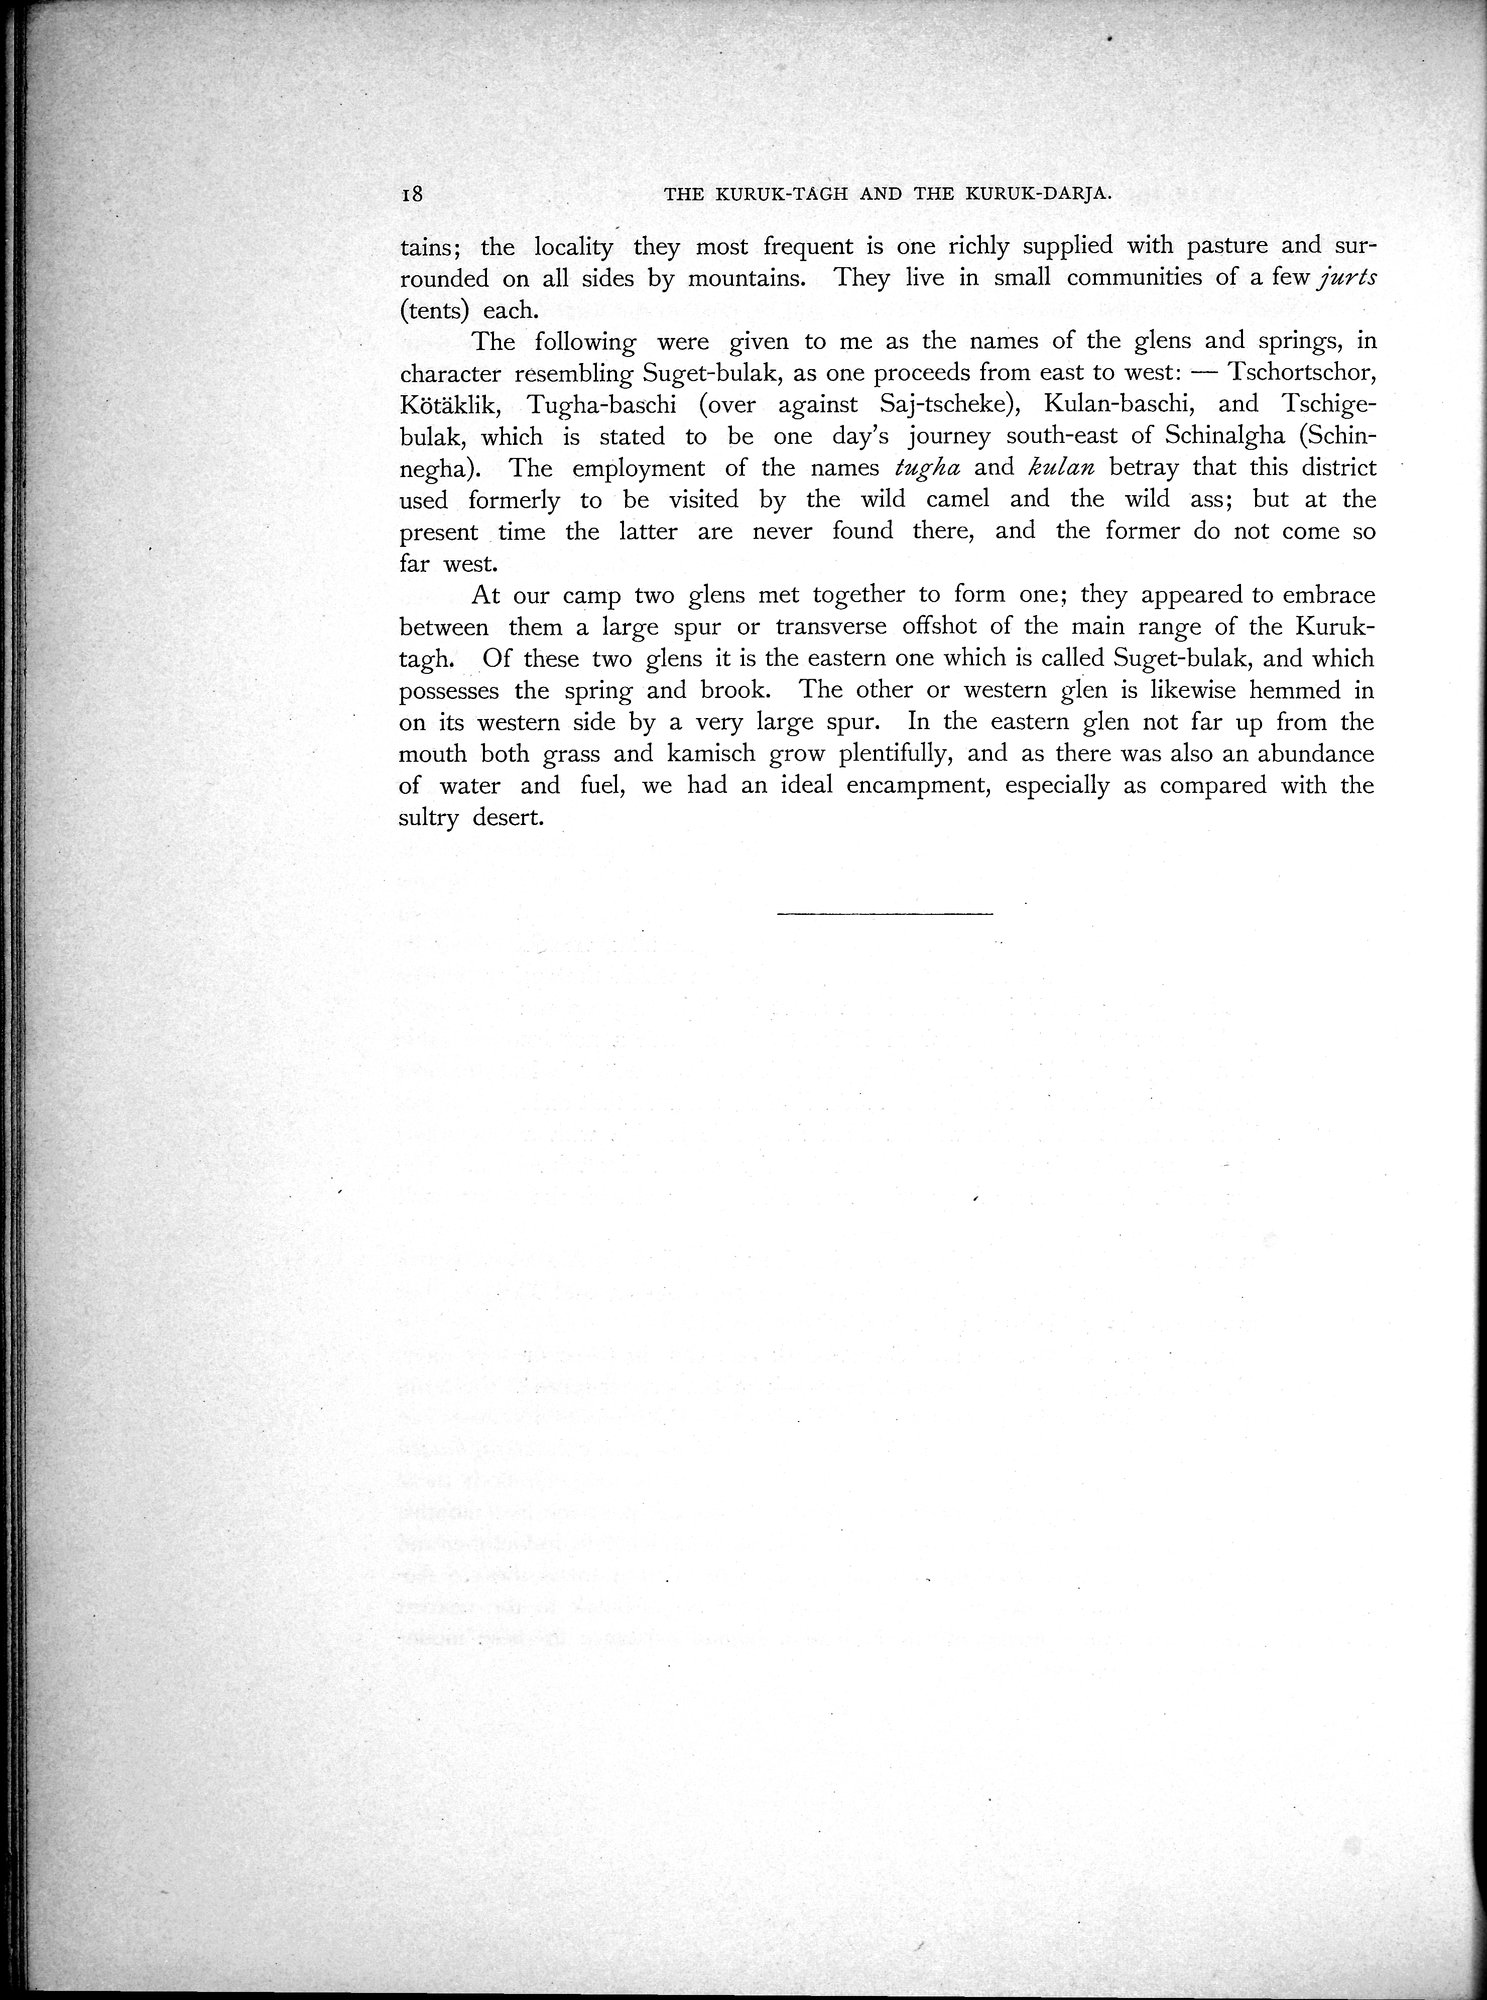 18 THE KURUK-TAGH AND THE KURUK-DARJA.
tains; the locality they most frequent is one richly supplied with pasture and sur-
rounded on all sides by mountains. They live in small communities of a few jurts
(tents) each.
The following were given to me as the names of the glens and springs, in
character resembling Suget-bulak, as one proceeds from east to west: — Tschortschor,
Kötäklik, Tugha-baschi (over against Saj-tscheke), Kulan-baschi, and Tschige-
bulak, which is stated to be one day's journey south-east of Schinalgha (Schin-
negha). The employment of the names tugha and kulan betray that this district
used formerly to be visited by the wild camel and the wild ass; but at the
present time the latter are never found there, and the former do not come so
far west.
At our camp two glens met together to form one; they appeared to embrace
between them a large spur or transverse offshot of the main range of the Kuruk-
tagh. Of these two glens it is the eastern one which is called Suget-bulak, and which
possesses the spring and brook. The other or western glen is likewise hemmed in
on its western side by a very large spur. In the eastern glen not far up from the
mouth both grass and kamisch grow plentifully, and as there was also an abundance
of water and fuel, we had an ideal encampment, especially as compared with the
sultry desert.